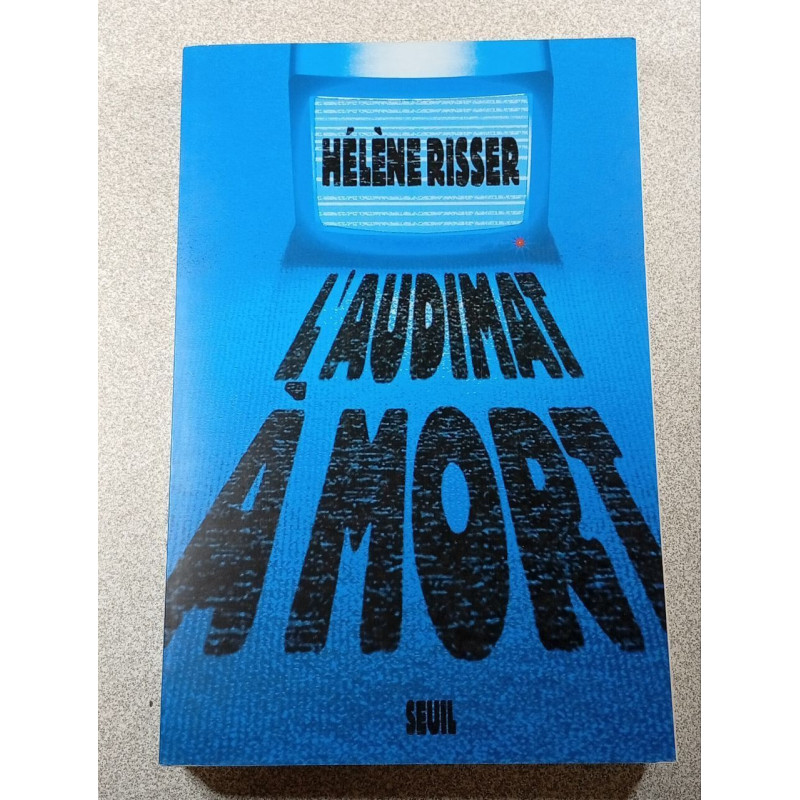 HÉLÈNE RISSER
L'AUDIMAT
À MORT
SEUIL